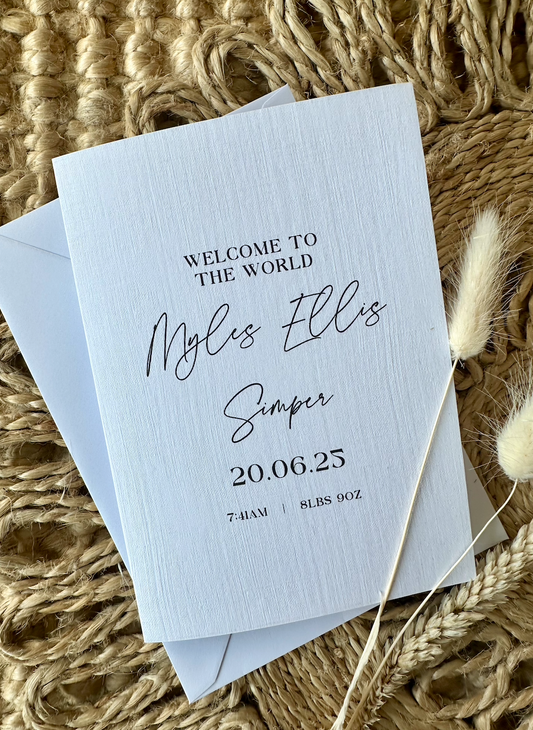 WELCOME TO
THE WORLD
Myles Ellis
Simper
20.06.25
7:41AM | 8LBS 9OZ